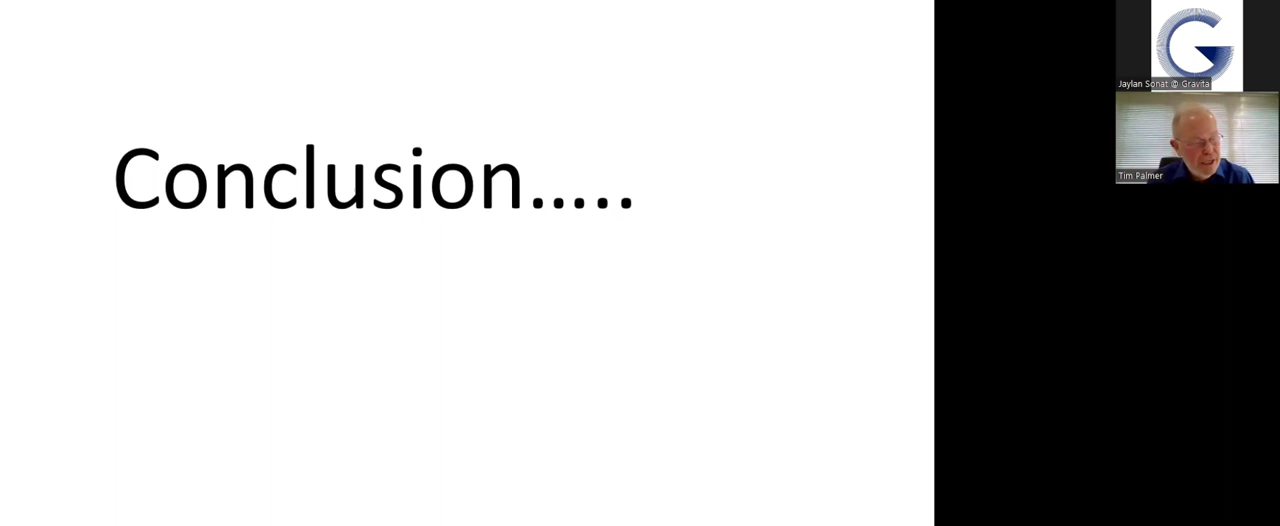 Conclusion.....
Jaylan Sonat @ Gravita
Tim Palmer